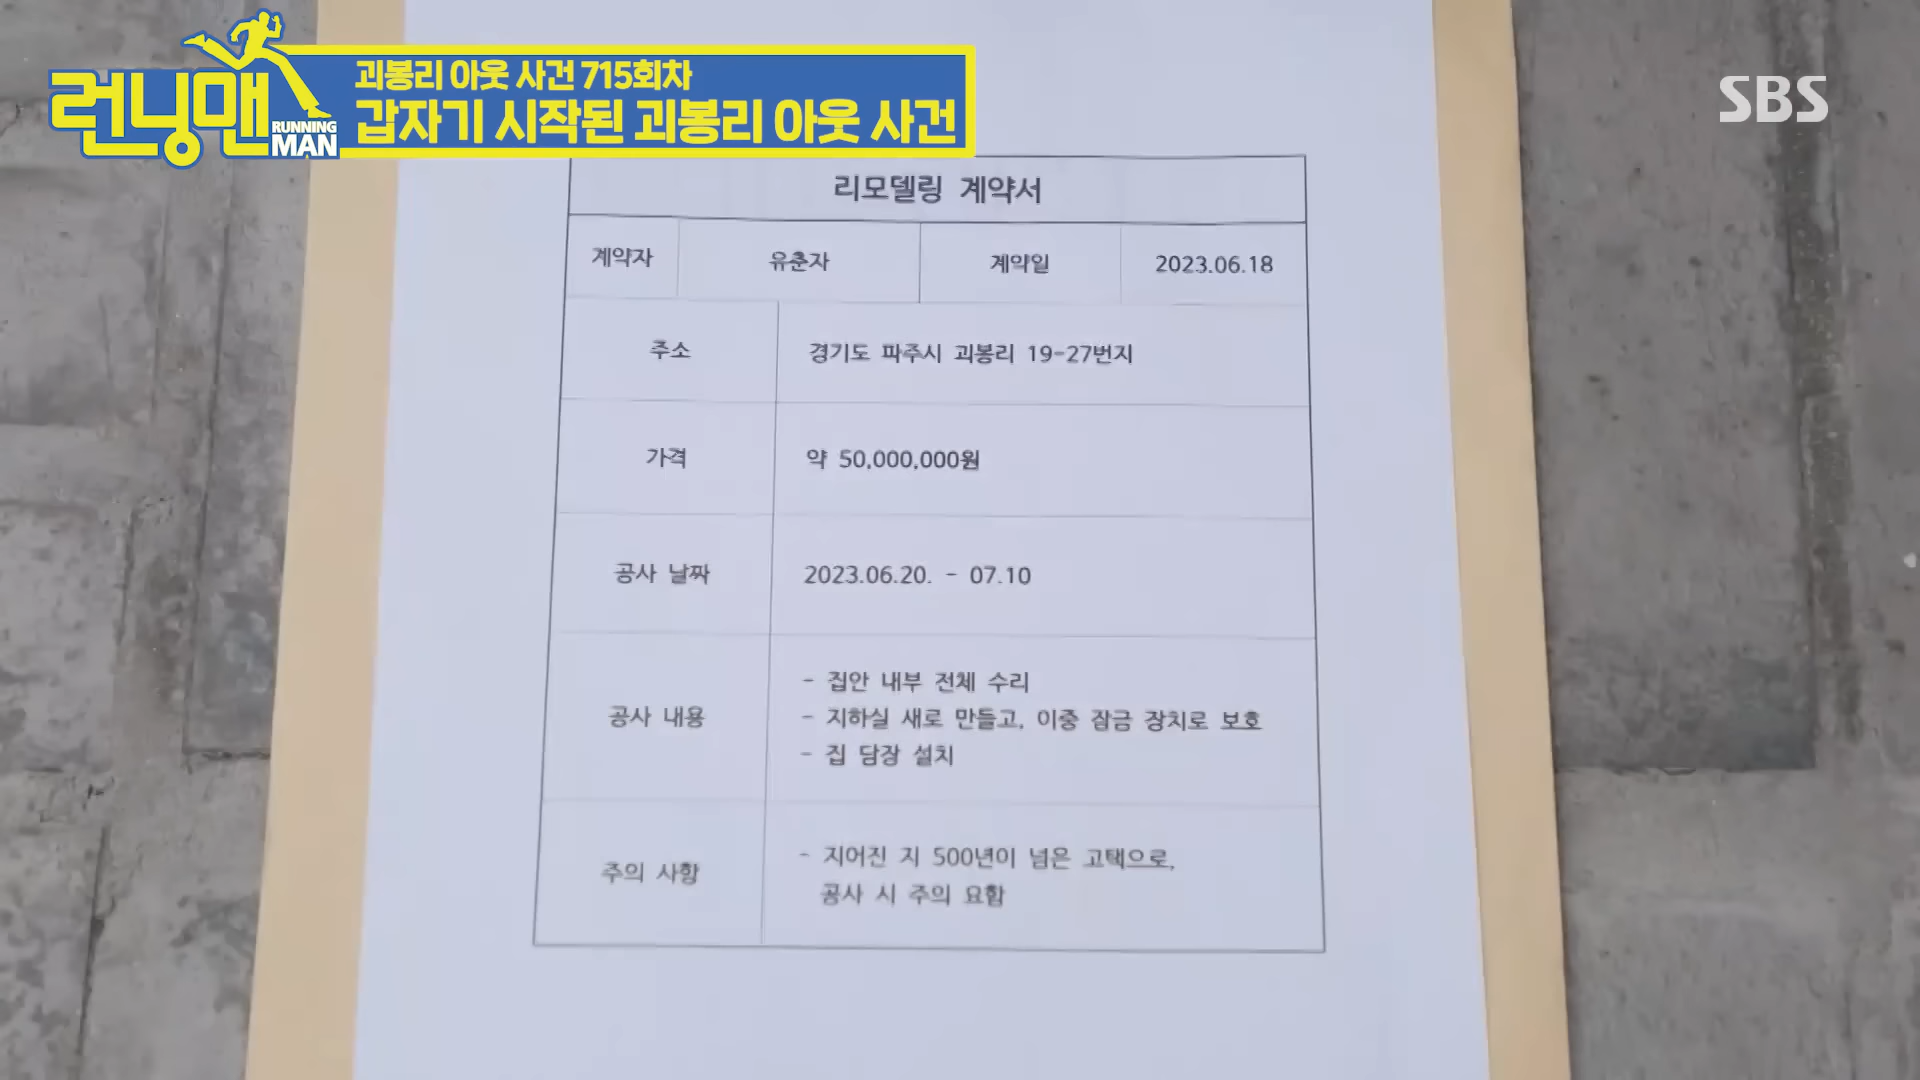 런닝맨
RUNNING
MAN
괴봉리 아웃 사건 715회차
갑자기 시작된 괴봉리 아웃 사건
SBS
리모델링 계약서
계약자 유춘자 계약일 2023.06.18
주소 경기도 파주시 괴봉리 19-27번지
가격 약 50,000,000원
공사 날짜 2023.06.20. - 07.10
공사 내용
- 집안 내부 전체 수리
- 지하실 새로 만들고, 이중 잠금 장치로 보호
- 집 담장 설치
주의 사항
- 지어진 지 500년이 넘은 고택으로,
공사 시 주의 요함